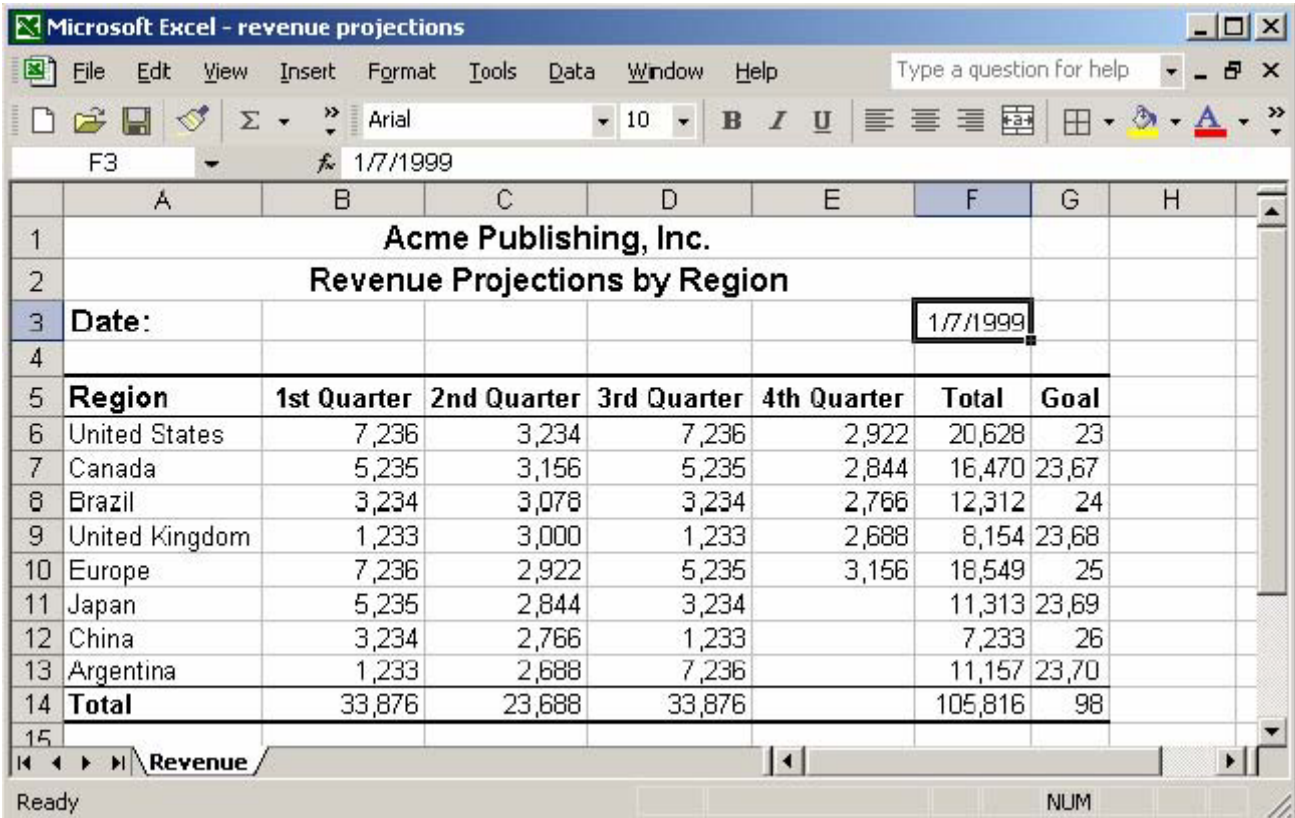 Microsoft Excel - revenue projections
File Edit View Insert Format Tools Data Window Help Type a question for help
Σ » Arial 10 B I U A »
F3 fx 1/7/1999
A B C D E F G H
1 Acme Publishing, Inc.
2 Revenue Projections by Region
3 Date: 1/7/1999
4
5 Region 1st Quarter 2nd Quarter 3rd Quarter 4th Quarter Total Goal
6 United States 7,236 3,234 7,236 2,922 20,628 23
7 Canada 5,235 3,156 5,235 2,844 16,470 23,67
8 Brazil 3,234 3,078 3,234 2,766 12,312 24
9 United Kingdom 1,233 3,000 1,233 2,688 8,154 23,68
10 Europe 7,236 2,922 5,235 3,156 18,549 25
11 Japan 5,235 2,844 3,234 11,313 23,69
12 China 3,234 2,766 1,233 7,233 26
13 Argentina 1,233 2,688 7,236 11,157 23,70
14 Total 33,876 23,688 33,876 105,816 98
15
Revenue
Ready NUM